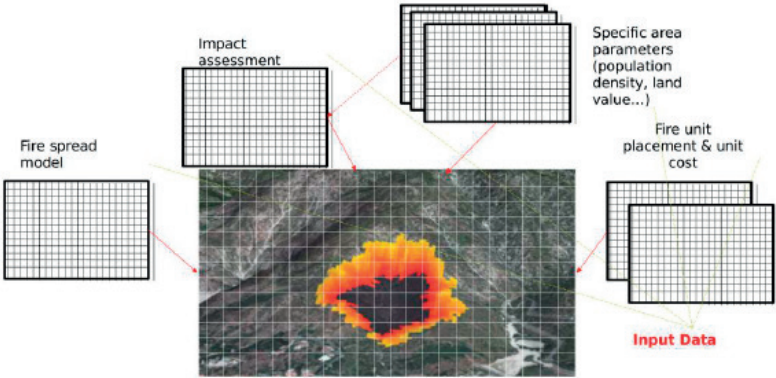 Impact
assessment
Specific area
parameters
(population
density, land
value...)
Fire spread
model
Fire unit
placement & unit
cost
Input Data